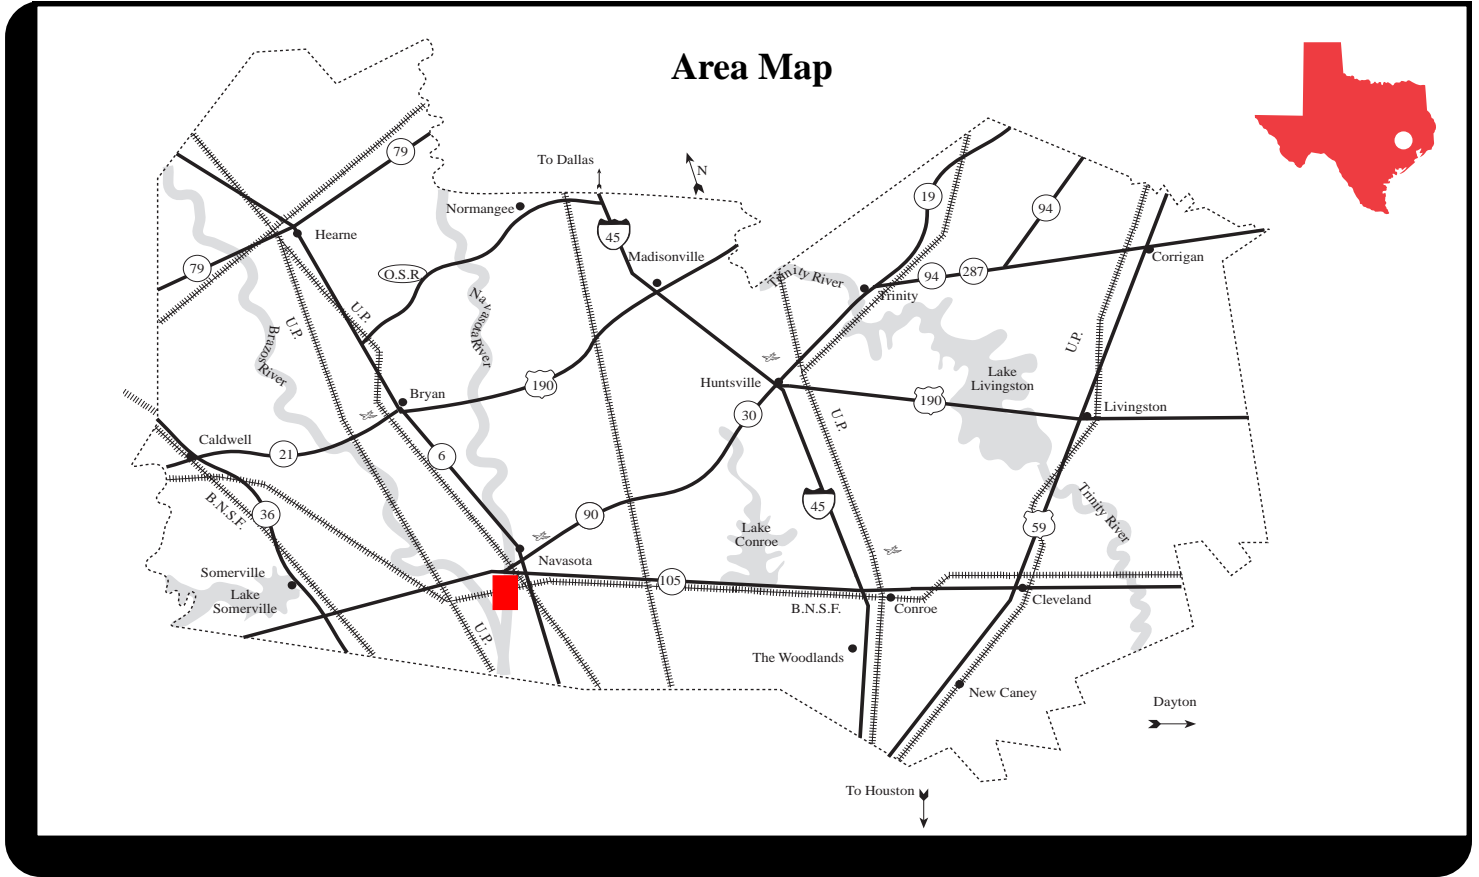 Area Map
79
To Dallas
N
19
94
Normangee
Hearne
45
Madisonville
Corrigan
79
O.S.R.
94
287
Trinity River
Trinity
Navasota River
U.P.
U.P.
Brazos River
U.P.
Lake
Livingston
190
Huntsville
190
Bryan
30
Livingston
U.P.
Caldwell
21
6
B.N.S.F.
36
90
45
Lake
Conroe
59
Trinity River
Navasota
Somerville
Lake
Somerville
105
B.N.S.F.
Conroe
Cleveland
U.P.
The Woodlands
New Caney
Dayton
To Houston